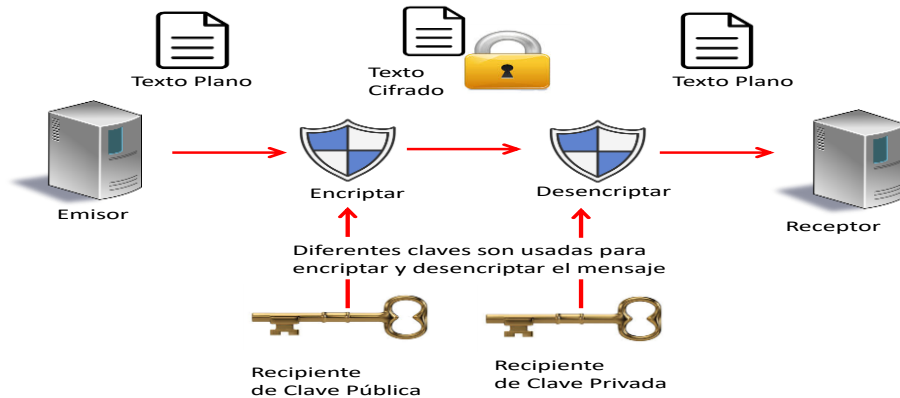 Texto Plano
Texto
Cifrado
Texto Plano
Emisor
Encriptar
Desencriptar
Receptor
Diferentes claves son usadas para
encriptar y desencriptar el mensaje
Recipiente
de Clave Pública
Recipiente
de Clave Privada